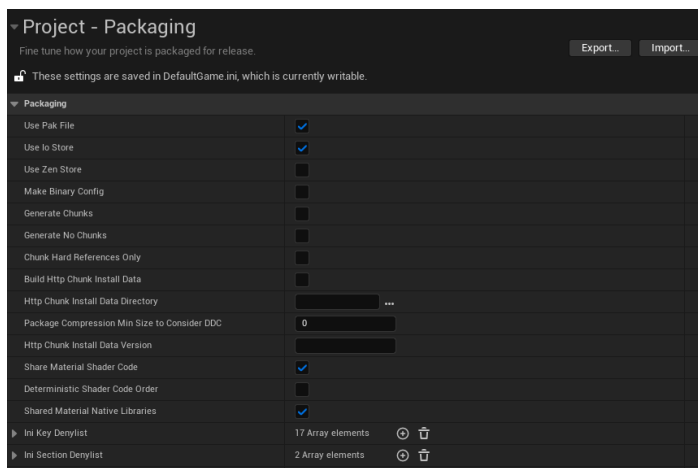 Project - Packaging
Fine tune how your project is packaged for release.
Export...
Import...
These settings are saved in DefaultGame.ini, which is currently writable.
Packaging
Use Pak File
Use Io Store
Use Zen Store
Make Binary Config
Generate Chunks
Generate No Chunks
Chunk Hard References Only
Build Http Chunk Install Data
Http Chunk Install Data Directory
...
Package Compression Min Size to Consider DDC
0
Http Chunk Install Data Version
Share Material Shader Code
Deterministic Shader Code Order
Shared Material Native Libraries
Ini Key Denylist
17 Array elements
Ini Section Denylist
2 Array elements